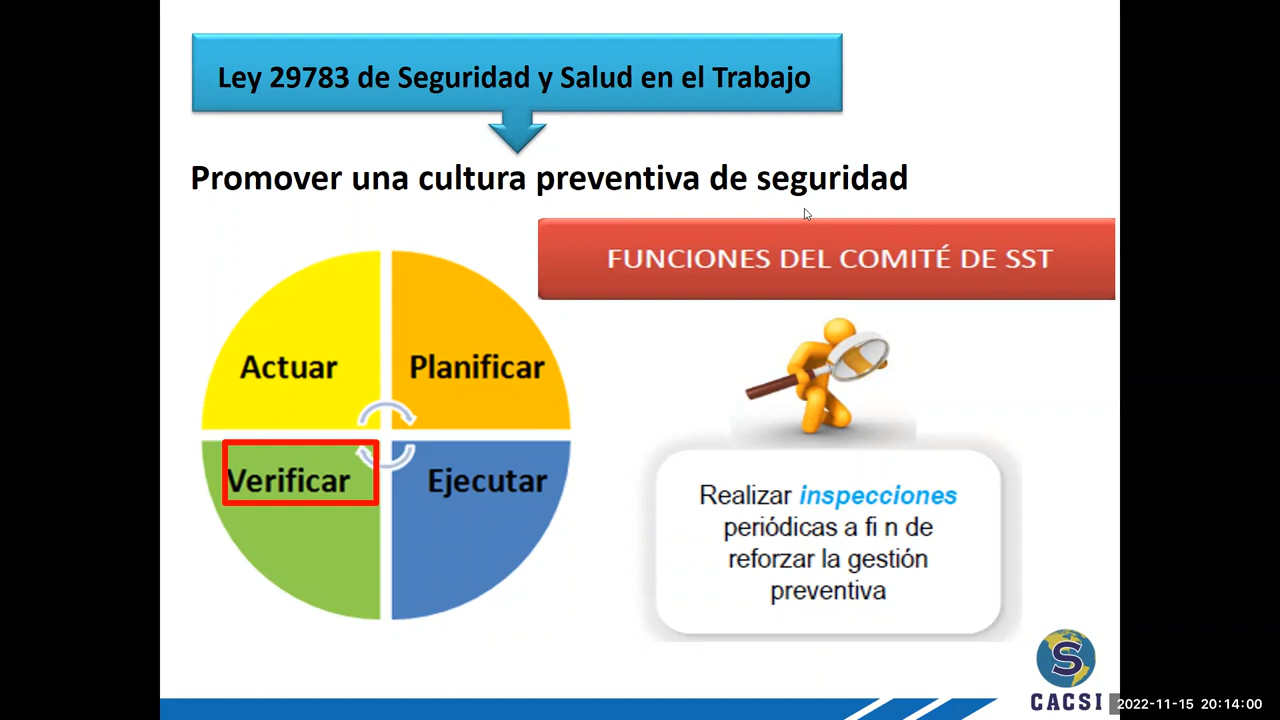 Ley 29783 de Seguridad y Salud en el Trabajo
Promover una cultura preventiva de seguridad
FUNCIONES DEL COMITÉ DE SST
Actuar
Planificar
Verificar
Ejecutar
Realizar inspecciones
periódicas a fi n de
reforzar la gestión
preventiva
S
CACSI
2022-11-15 20:14:00